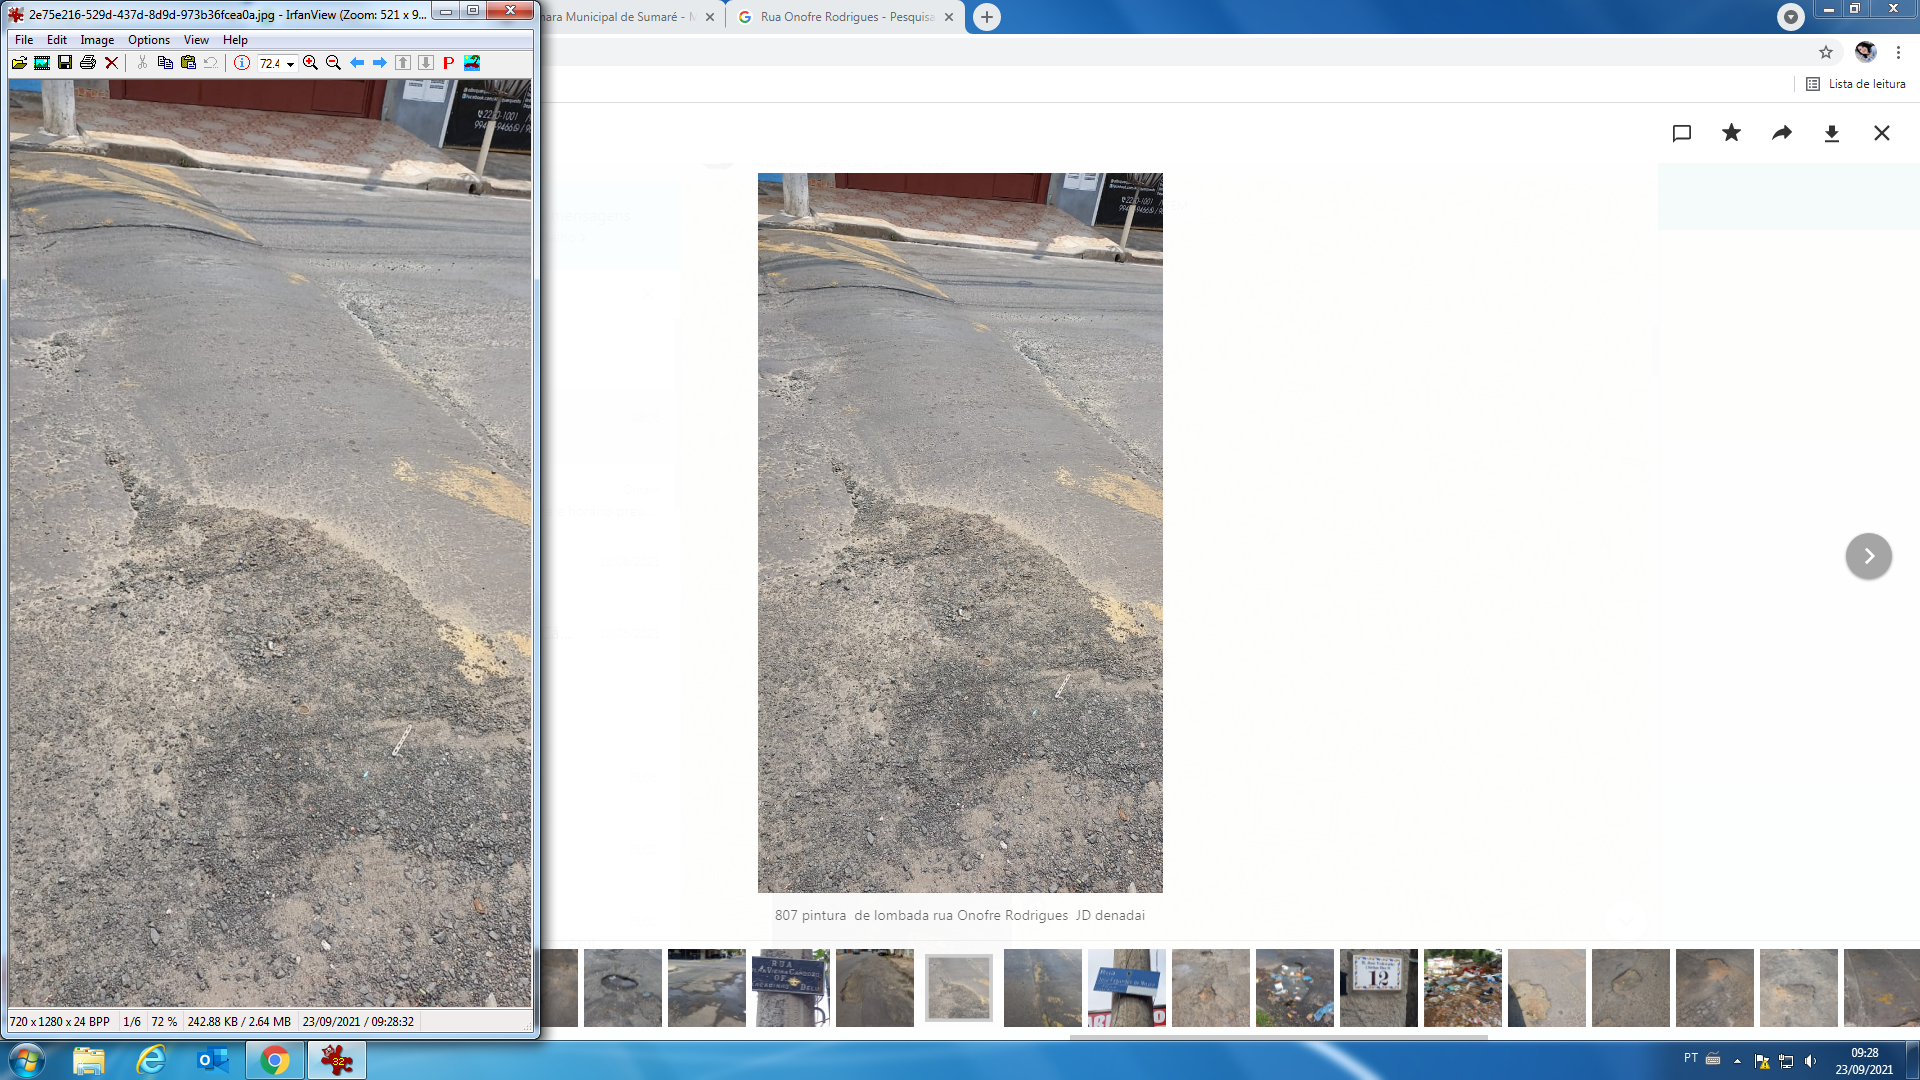 2e75e216-529d-437d-8d9d-973b36fcea0a.jpg - IrfanView (Zoom: 521 x 9...
File Edit Image Options View Help
72.4
720 x 1280 x 24 BPP 1/6 72 % 242.88 KB / 2.64 MB 23/09/2021 / 09:28:32
nara Municipal de Sumaré - M
Rua Onofre Rodrigues - Pesquisa
Lista de leitura
807 pintura de lombada rua Onofre Rodrigues JD denadai
RUA
12
PT
09:28
23/09/2021